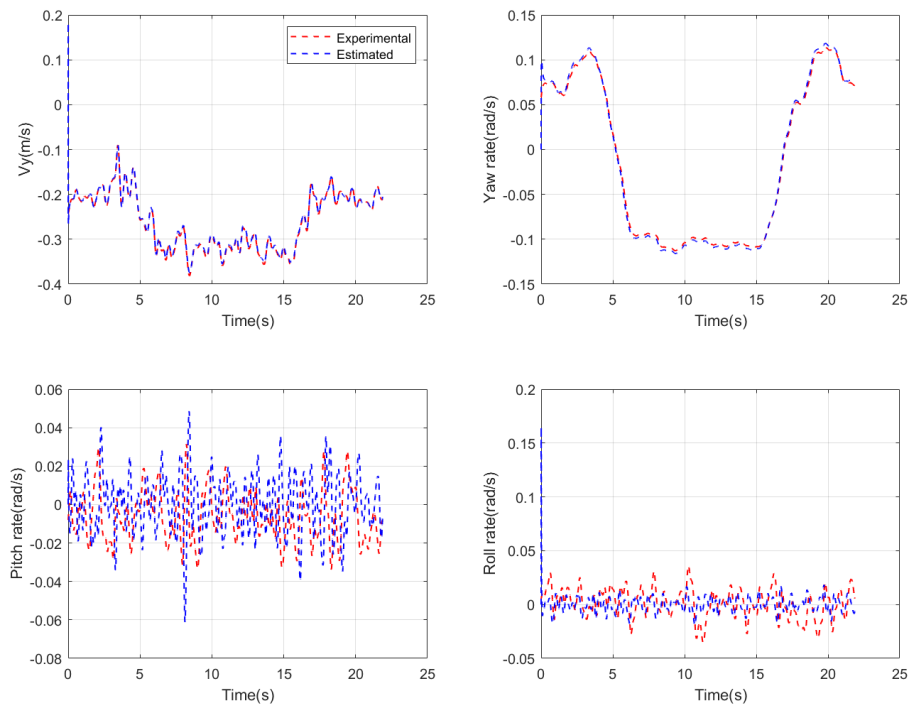 0.2
0.1
0
-0.1
-0.2
-0.3
-0.4
Vy(m/s)
Experimental
Estimated
0 5 10 15 20 25
Time(s)
0.15
0.1
0.05
0
-0.05
-0.1
-0.15
Yaw rate(rad/s)
0 5 10 15 20 25
Time(s)
0.06
0.04
0.02
0
-0.02
-0.04
-0.06
-0.08
Pitch rate(rad/s)
0 5 10 15 20 25
Time(s)
0.2
0.15
0.1
0.05
0
-0.05
Roll rate(rad/s)
0 5 10 15 20 25
Time(s)